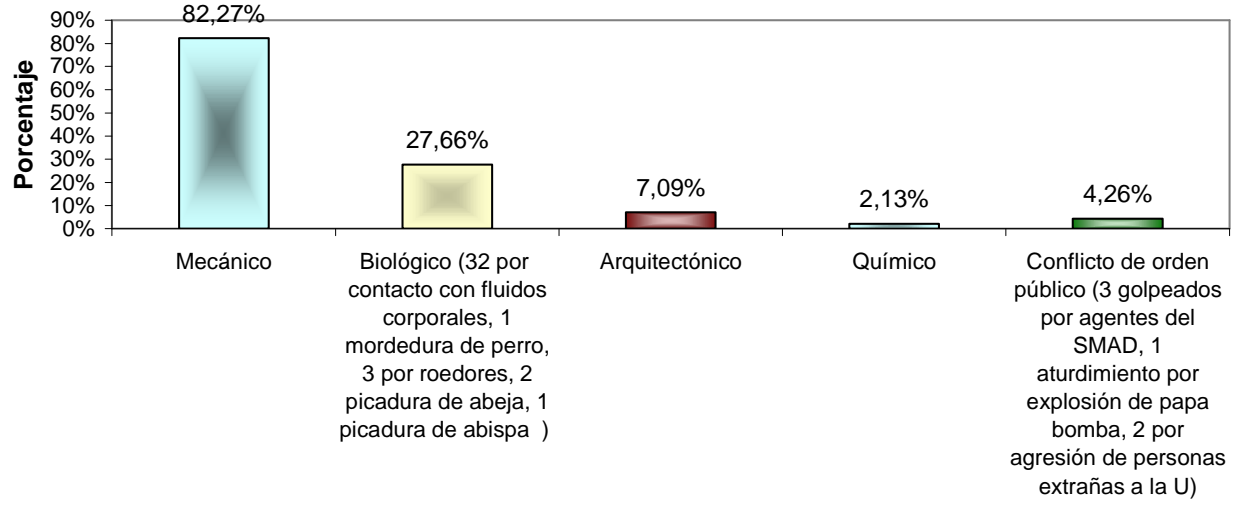 Porcentaje
90%
80%
70%
60%
50%
40%
30%
20%
10%
0%
82,27%
27,66%
7,09%
2,13%
4,26%
Mecánico
Biológico (32 por
contacto con fluidos
corporales, 1
mordedura de perro,
3 por roedores, 2
picadura de abeja, 1
picadura de abispa )
Arquitectónico
Químico
Conflicto de orden
público (3 golpeados
por agentes del
SMAD, 1
aturdimiento por
explosión de papa
bomba, 2 por
agresión de personas
extrañas a la U)